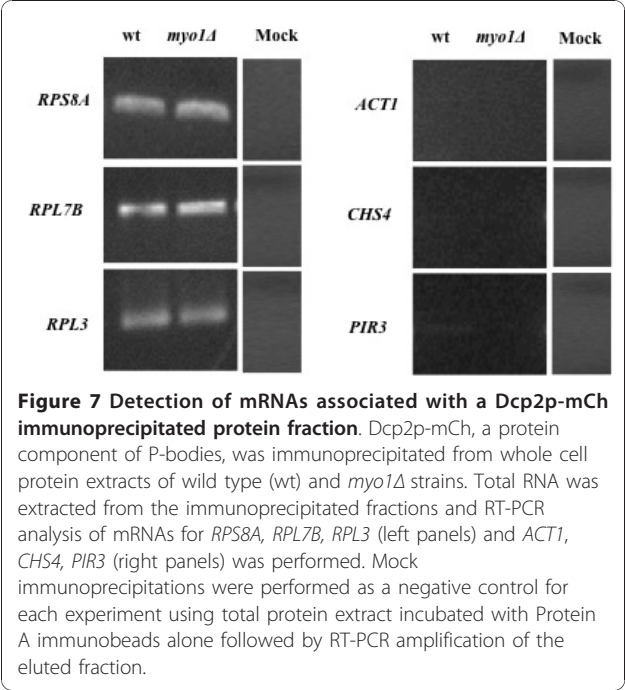 wt myo1Δ Mock wt myo1Δ Mock
RPS8A ACT1
RPL7B CHS4
RPL3 PIR3
Figure 7 Detection of mRNAs associated with a Dcp2p-mCh
immunoprecipitated protein fraction. Dcp2p-mCh, a protein
component of P-bodies, was immunoprecipitated from whole cell
protein extracts of wild type (wt) and myo1Δ strains. Total RNA was
extracted from the immunoprecipitated fractions and RT-PCR
analysis of mRNAs for RPS8A, RPL7B, RPL3 (left panels) and ACT1,
CHS4, PIR3 (right panels) was performed. Mock
immunoprecipitations were performed as a negative control for
each experiment using total protein extract incubated with Protein
A immunobeads alone followed by RT-PCR amplification of the
eluted fraction.